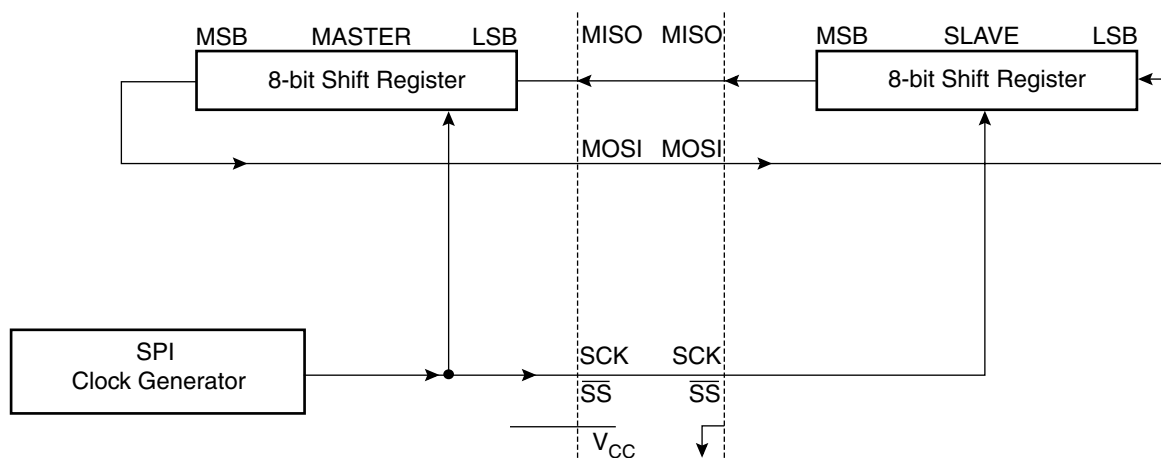 MSB MASTER LSB MISO MISO MSB SLAVE LSB
8-bit Shift Register 8-bit Shift Register
MOSI MOSI
SPI
Clock Generator
SCK SCK
SS SS
VCC